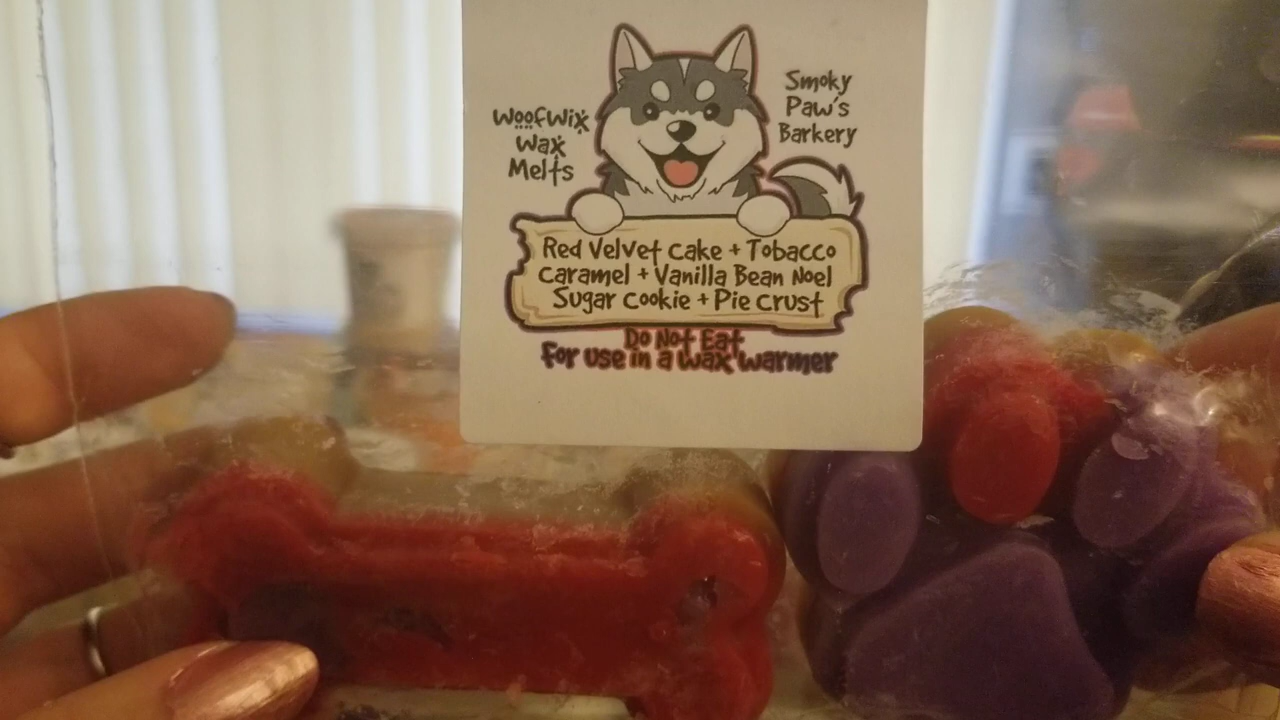 WoofWix
Wax
Melts
Smoky
Paw's
Barkery
Red Velvet Cake + Tobacco
Caramel + Vanilla Bean Noel
Sugar Cookie + Pie Crust
Do Not Eat
For use in a wax warmer